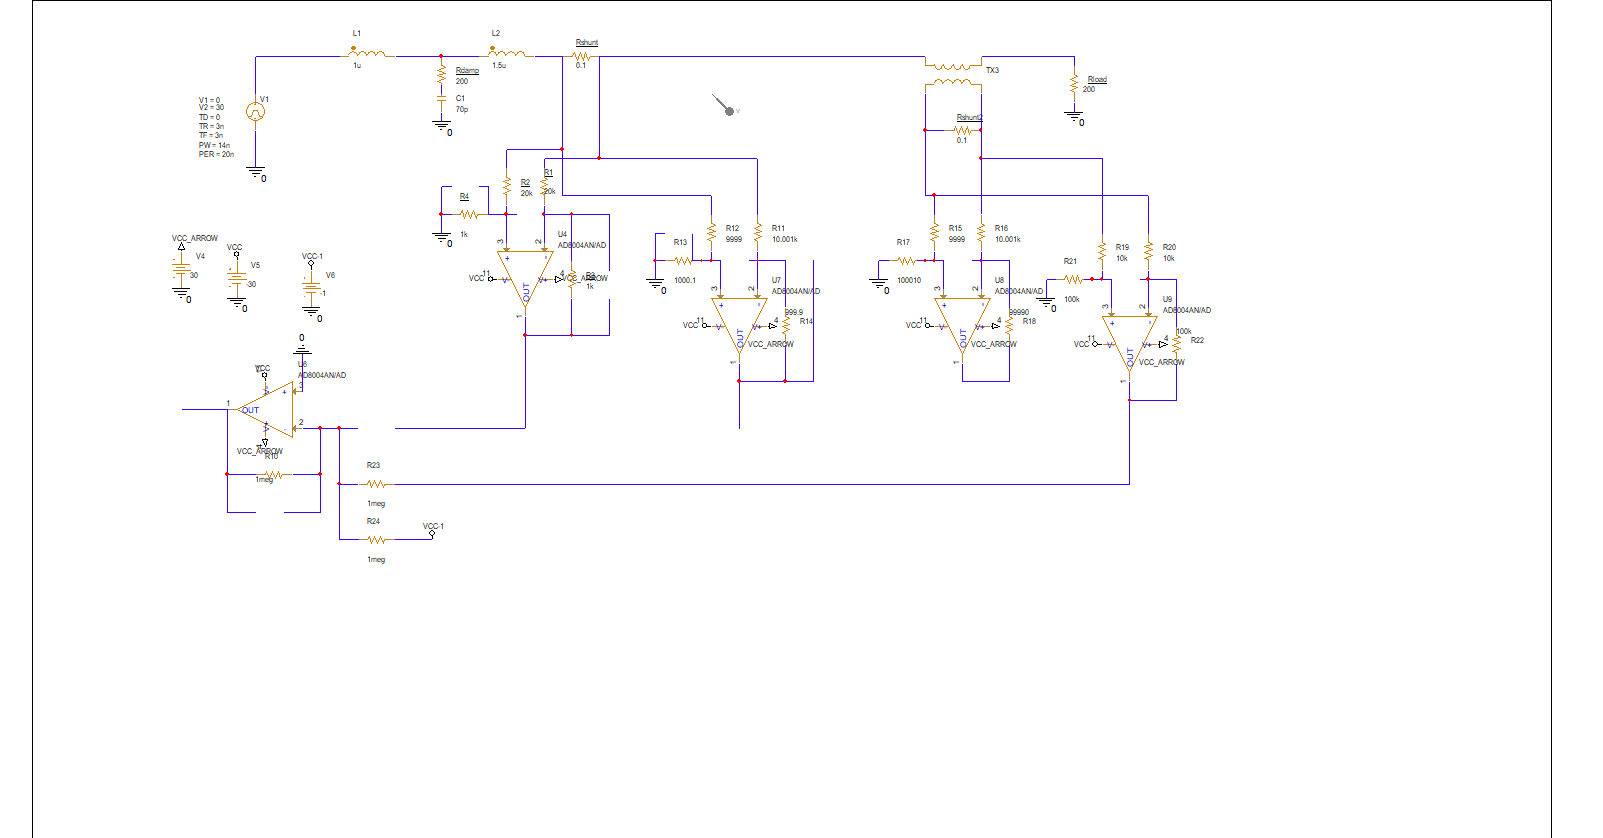 L1
1u
L2
1.5u
Rshunt
0.1
TX3
Rload
200
0
Rdamp
200
C1
70p
0
V1 = 0
V2 = 30
TD = 0
TR = 3n
TF = 3n
PW = 14n
PER = 20n
V1
0
V
Rshunt2
0.1
R4
1k
0
R2
20k
R1
20k
U4
AD8004AN/AD
3
2
+
-
VCC
11
V-
V+
4
VCC_ARROW
R3
1k
OUT
1
R13
1000.1
0
R12
9999
R11
10.001k
U7
AD8004AN/AD
3
2
+
-
VCC
11
V-
V+
4
VCC_ARROW
999.9
R14
OUT
1
R17
100010
0
R15
9999
R16
10.001k
U8
AD8004AN/AD
3
2
+
-
VCC
11
V-
V+
4
VCC_ARROW
99990
R18
OUT
1
R21
100k
0
R19
10k
R20
10k
U9
AD8004AN/AD
3
2
+
-
VCC
11
V-
V+
4
VCC_ARROW
100k
R22
OUT
1
VCC_ARROW
V4
30
0
VCC
V5
-30
0
VCC-1
V6
-1
0
0
VCC
11
V-
U6
AD8004AN/AD
3
+
1
OUT
2
-
V+
4
VCC_ARROW
R10
1meg
R23
1meg
R24
1meg
VCC-1